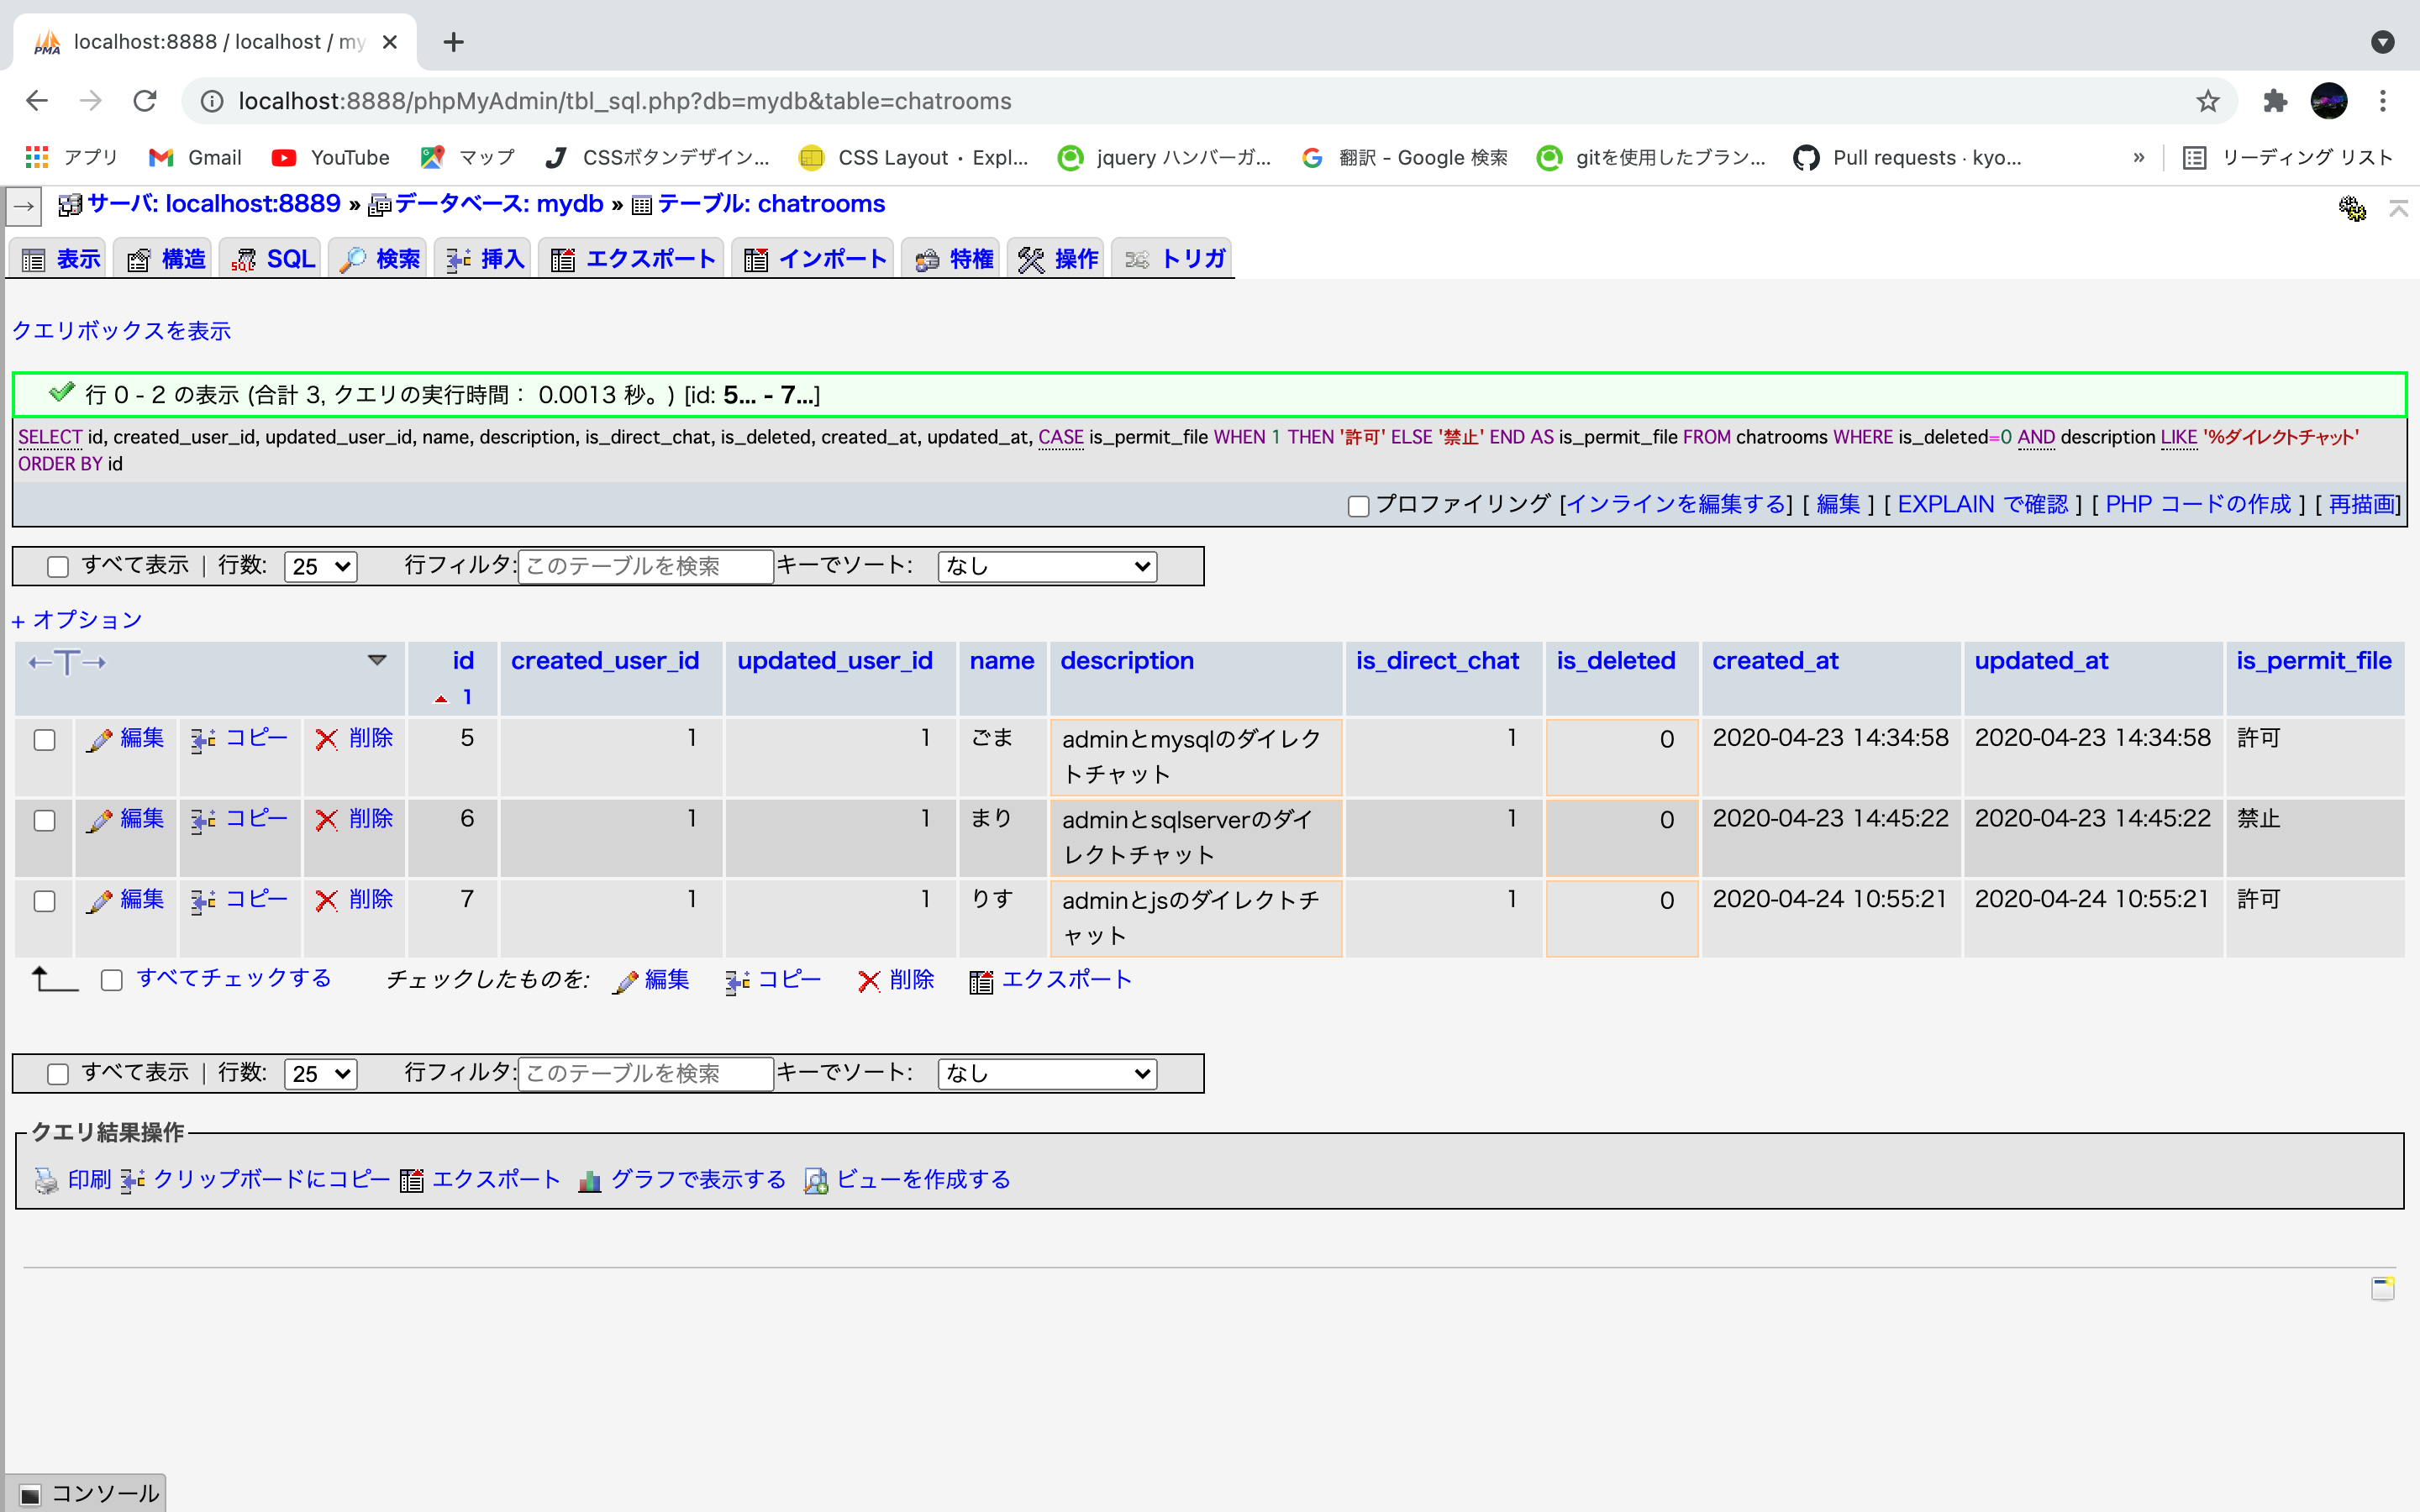 localhost:8888 / localhost / my
localhost:8888/phpMyAdmin/tbl_sql.php?db=mydb&table=chatrooms
アプリ Gmail YouTube マップ CSSボタンデザイン... CSS Layout · Expl... jquery ハンバーガ... 翻訳 - Google 検索 gitを使用したブラン... Pull requests · kyo... » リーディング リスト
サーバ: localhost:8889 » データベース: mydb » テーブル: chatrooms
表示 構造 SQL 検索 挿入 エクスポート インポート 特権 操作 トリガ
クエリボックスを表示
行 0 - 2 の表示 (合計 3, クエリの実行時間： 0.0013 秒。) [id: 5... - 7...]
SELECT id, created_user_id, updated_user_id, name, description, is_direct_chat, is_deleted, created_at, updated_at, CASE is_permit_file WHEN 1 THEN '許可' ELSE '禁止' END AS is_permit_file FROM chatrooms WHERE is_deleted=0 AND description LIKE '%ダイレクトチャット'
ORDER BY id
プロファイリング [インラインを編集する] [ 編集 ] [ EXPLAIN で確認 ] [ PHP コードの作成 ] [ 再描画]
すべて表示 | 行数: 25 行フィルタ: このテーブルを検索 キーでソート: なし
+ オプション
←T→ id created_user_id updated_user_id name description is_direct_chat is_deleted created_at updated_at is_permit_file
1
編集 コピー 削除 5 1 1 ごま adminとmysqlのダイレク 1 0 2020-04-23 14:34:58 2020-04-23 14:34:58 許可
トチャット
編集 コピー 削除 6 1 1 まり adminとsqlserverのダイ 1 0 2020-04-23 14:45:22 2020-04-23 14:45:22 禁止
レクトチャット
編集 コピー 削除 7 1 1 りす adminとjsのダイレクトチ 1 0 2020-04-24 10:55:21 2020-04-24 10:55:21 許可
ャット
すべてチェックする チェックしたものを: 編集 コピー 削除 エクスポート
すべて表示 | 行数: 25 行フィルタ: このテーブルを検索 キーでソート: なし
クエリ結果操作
印刷 クリップボードにコピー エクスポート グラフで表示する ビューを作成する
コンソール